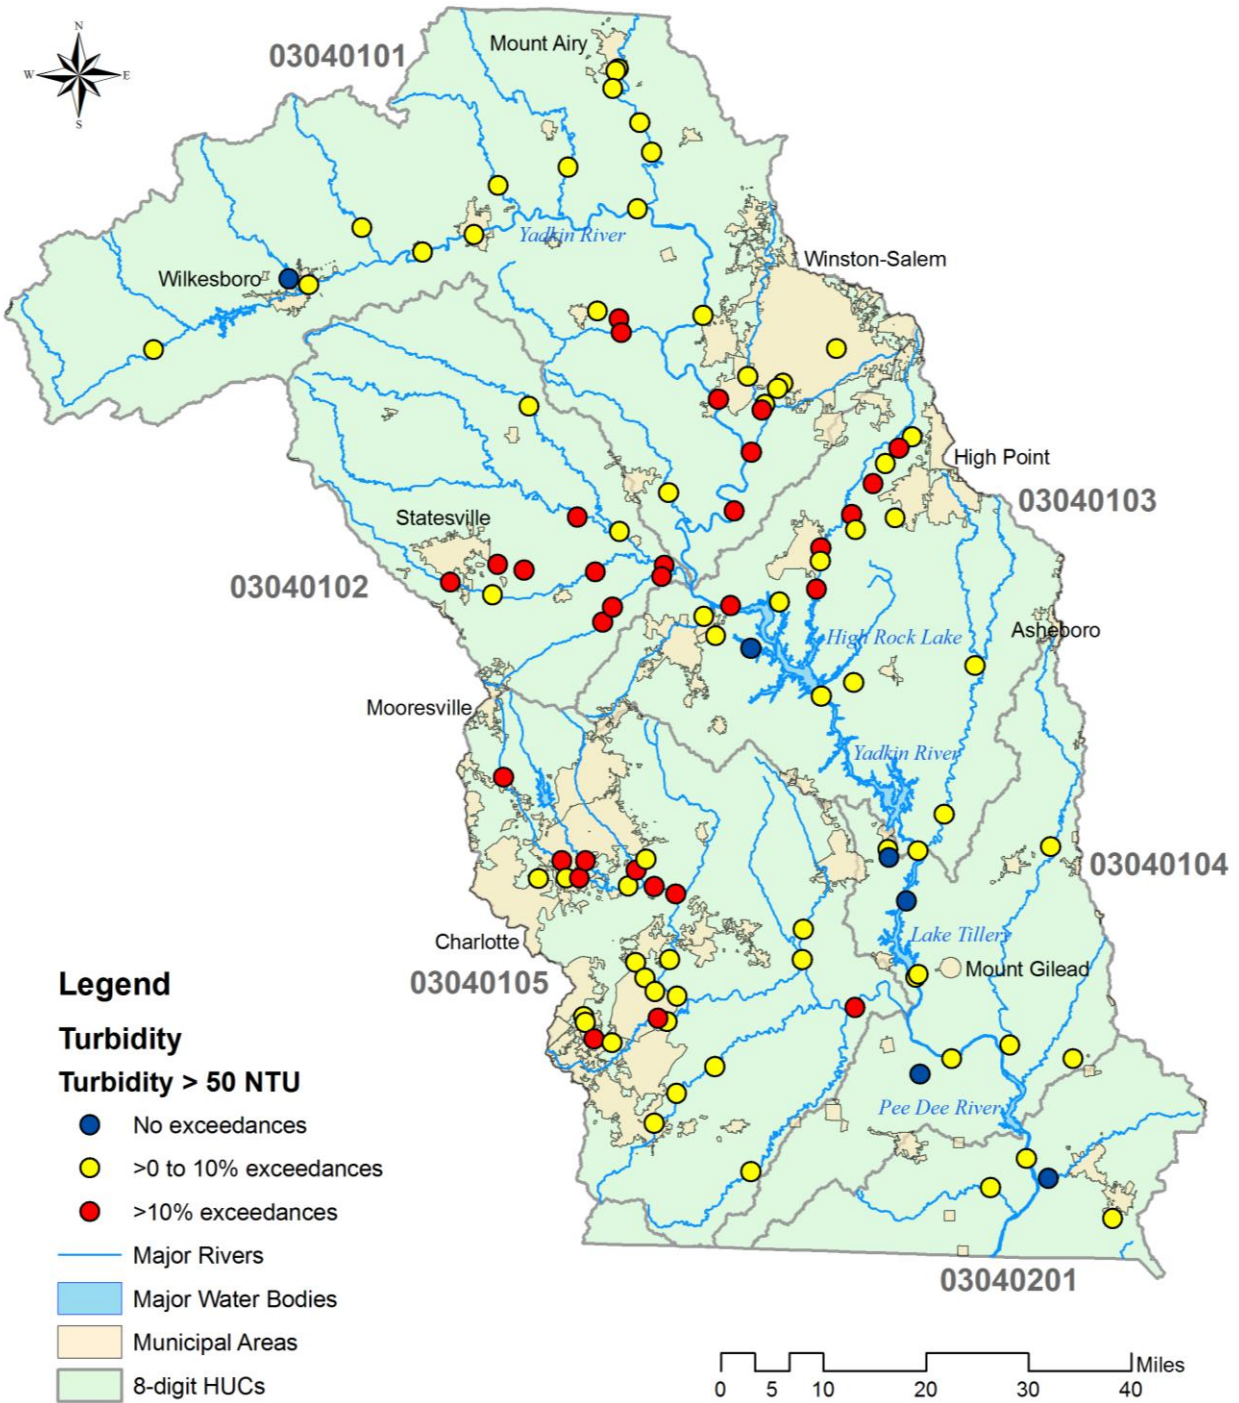 N
W
E
S
03040101
Mount Airy
Yadkin River
Winston-Salem
Wilkesboro
High Point
03040103
Statesville
03040102
High Rock Lake
Asheboro
Mooresville
Yadkin River
03040104
Charlotte
Lake Tillery
Mount Gilead
03040105
Pee Dee River
03040201
Legend
Turbidity
Turbidity > 50 NTU
No exceedances
>0 to 10% exceedances
>10% exceedances
Major Rivers
Major Water Bodies
Municipal Areas
8-digit HUCs
Miles
0 5 10 20 30 40